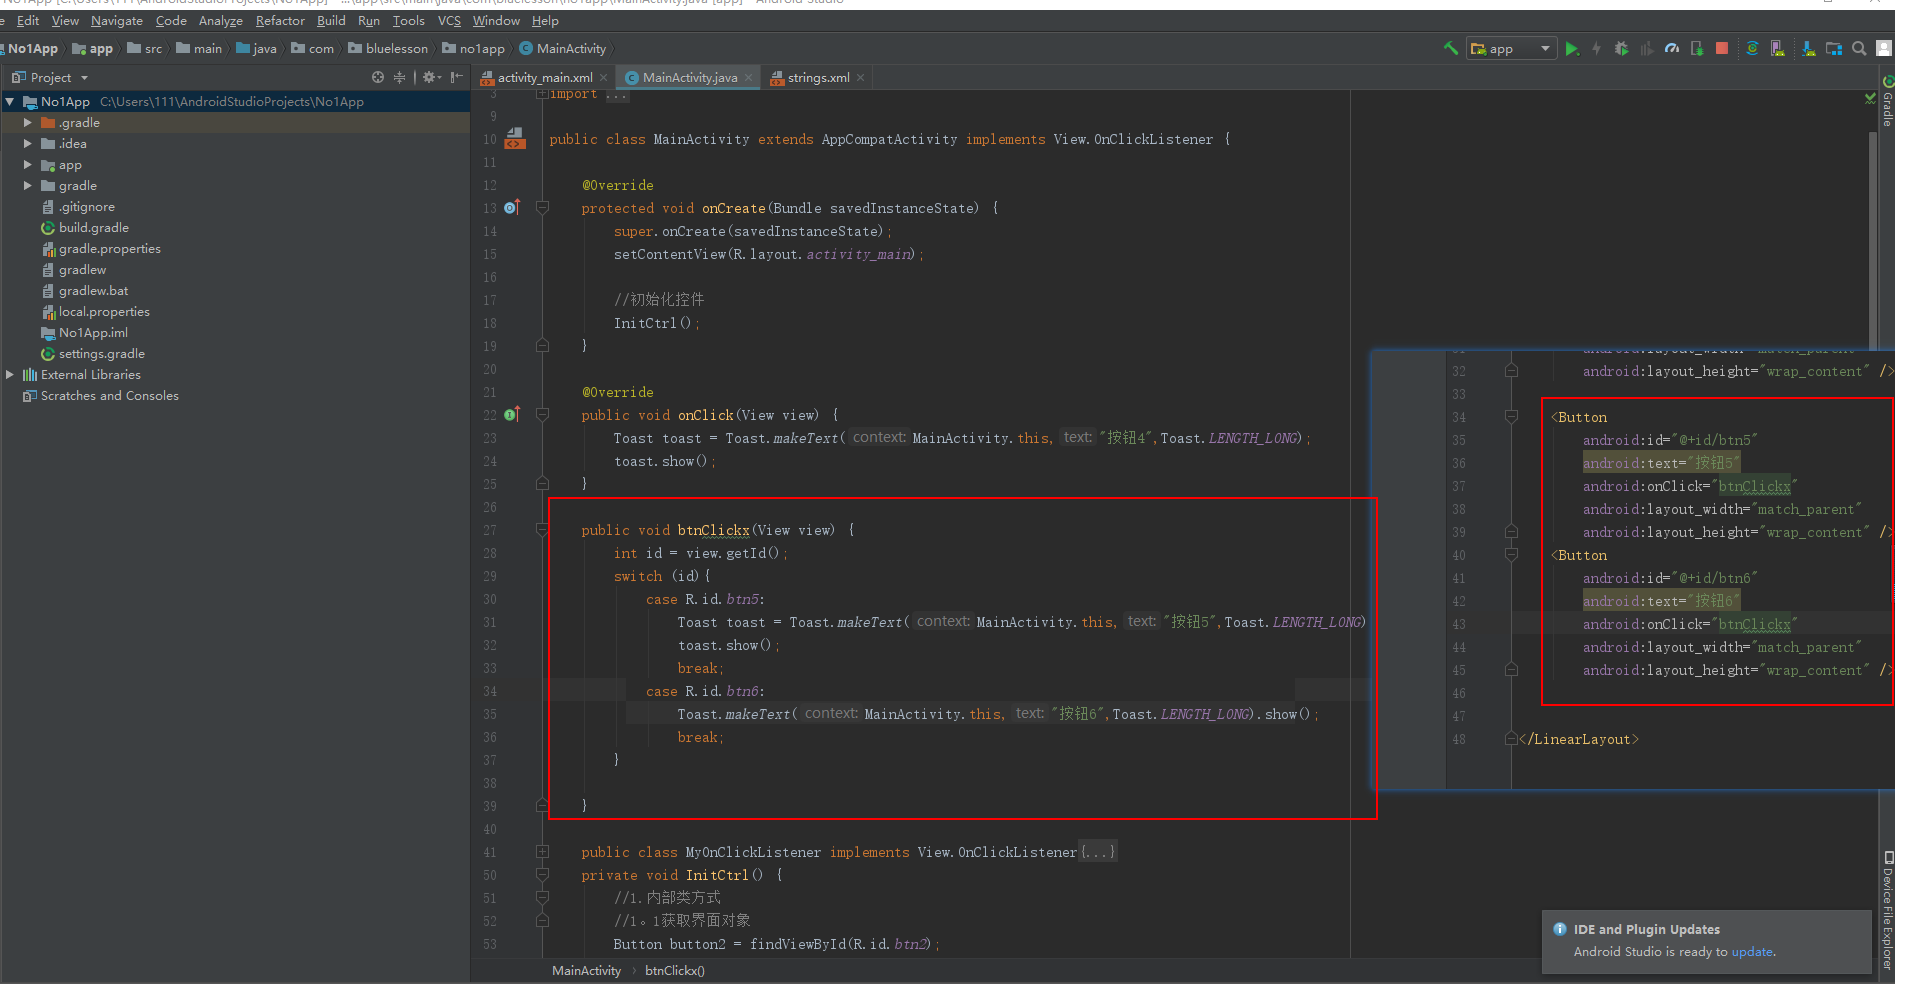 Edit View Navigate Code Analyze Refactor Build Run Tools VCS Window Help
No1App app src main java com bluelesson no1app MainActivity
app
Project
activity_main.xml MainActivity.java strings.xml
No1App C:\Users\111\AndroidStudioProjects\No1App
.gradle
.idea
app
gradle
.gitignore
build.gradle
gradle.properties
gradlew
gradlew.bat
local.properties
No1App.iml
settings.gradle
External Libraries
Scratches and Consoles
3 import ...
9
10 public class MainActivity extends AppCompatActivity implements View.OnClickListener {
11
12 @Override
13 protected void onCreate(Bundle savedInstanceState) {
14 super.onCreate(savedInstanceState);
15 setContentView(R.layout.activity_main);
16
17 //初始化控件
18 InitCtrl();
19 }
20
21 @Override
22 public void onClick(View view) {
23 Toast toast = Toast.makeText( context: MainActivity.this, text: "按钮4",Toast.LENGTH_LONG);
24 toast.show();
25 }
26
27 public void btnClickx(View view) {
28 int id = view.getId();
29 switch (id){
30 case R.id.btn5:
31 Toast toast = Toast.makeText( context: MainActivity.this, text: "按钮5",Toast.LENGTH_LONG)
32 toast.show();
33 break;
34 case R.id.btn6:
35 Toast.makeText( context: MainActivity.this, text: "按钮6",Toast.LENGTH_LONG).show();
36 break;
37 }
38
39 }
40
41 public class MyOnClickListener implements View.OnClickListener{...}
50 private void InitCtrl() {
51 //1.内部类方式
52 //1。1获取界面对象
53 Button button2 = findViewById(R.id.btn2);
MainActivity btnClickx()
32 android:layout_height="wrap_content" />
33
34 <Button
35 android:id="@+id/btn5"
36 android:text="按钮5"
37 android:onClick="btnClickx"
38 android:layout_width="match_parent"
39 android:layout_height="wrap_content" />
40 <Button
41 android:id="@+id/btn6"
42 android:text="按钮6"
43 android:onClick="btnClickx"
44 android:layout_width="match_parent"
45 android:layout_height="wrap_content" />
46
47
48 </LinearLayout>
Gradle
Device File Explorer
IDE and Plugin Updates
Android Studio is ready to update.